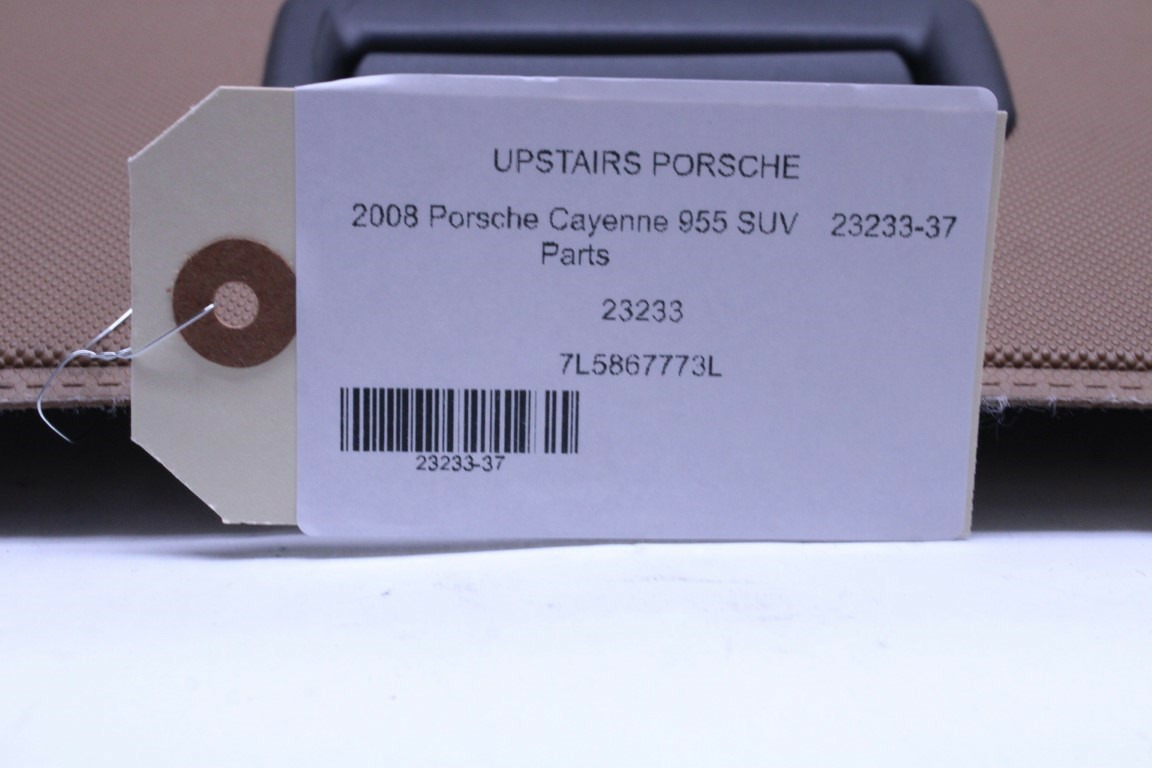 UPSTAIRS PORSCHE
2008 Porsche Cayenne 955 SUV 23233-37
Parts
23233
7L5867773L
23233-37